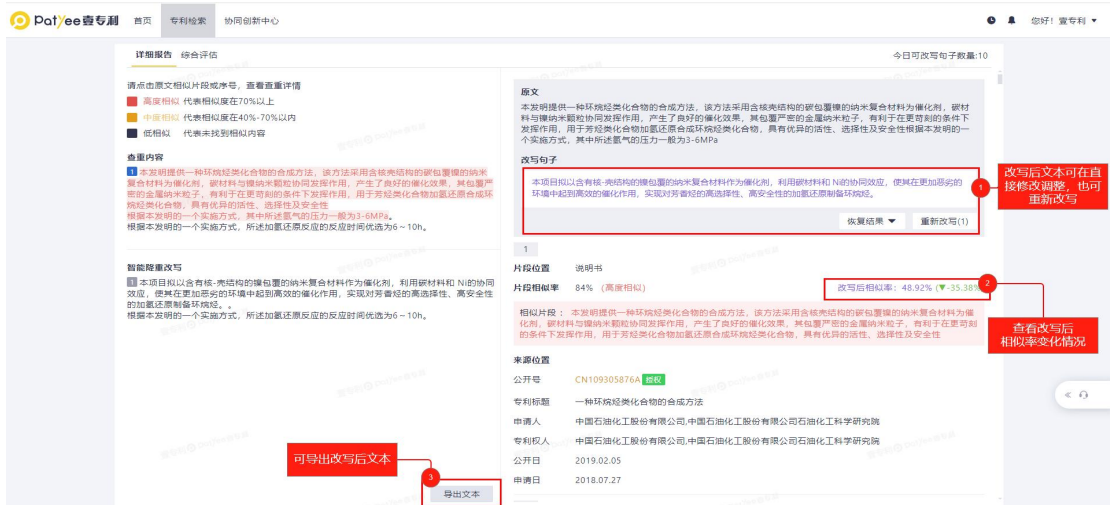 PatYee壹专利 首页 专利检索 协同创新中心 您好！壹专利 ▼
详细报告 综合评估 今日可改写句子数量:10
请点击原文相似片段或序号，查看查重详情
高度相似 代表相似度在70%以上
中度相似 代表相似度在40%-70%以内
低相似 代表未找到相似内容
查重内容
1 本发明提供一种环烷烃类化合物的合成方法，该方法采用含核壳结构的碳包覆镍的纳米
复合材料为催化剂，碳材料与镍纳米颗粒协同发挥作用，产生了良好的催化效果，其包覆严
密的金属纳米粒子，有利于在更苛刻的条件下发挥作用，用于芳烃类化合物加氢还原合成环
烷烃类化合物，具有优异的活性、选择性及安全性
根据本发明的一个实施方式，其中所述氢气的压力一般为3-6MPa。
根据本发明的一个实施方式，所述加氢还原反应的反应时间优选为6～10h。
智能降重改写
1 本项目拟以含有核-壳结构的镍包覆的纳米复合材料作为催化剂，利用碳材料和 Ni的协同
效应，使其在更加恶劣的环境中起到高效的催化作用，实现对芳香烃的高选择性、高安全性
的加氢还原制备环烷烃。。
根据本发明的一个实施方式，所述加氢还原反应的反应时间优选为6～10h。
可导出改写后文本
3
导出文本
原文
本发明提供一种环烷烃类化合物的合成方法，该方法采用含核壳结构的碳包覆镍的纳米复合材料为催化剂，碳材
料与镍纳米颗粒协同发挥作用，产生了良好的催化效果，其包覆严密的金属纳米粒子，有利于在更苛刻的条件下
发挥作用，用于芳烃类化合物加氢还原合成环烷烃类化合物，具有优异的活性、选择性及安全性根据本发明的一
个实施方式，其中所述氢气的压力一般为3-6MPa
改写句子
本项目拟以含有核-壳结构的镍包覆的纳米复合材料作为催化剂，利用碳材料和 Ni的协同效应，使其在更加恶劣的
环境中起到高效的催化作用，实现对芳香烃的高选择性、高安全性的加氢还原制备环烷烃。
恢复结果 ▼ 重新改写(1)
1
改写后文本可在直
接修改调整，也可
重新改写
1
片段位置 说明书
片段相似率 84% （高度相似） 改写后相似率：48.92% (▼-35.38%
2
查看改写后
相似率变化情况
相似片段： 本发明提供一种环烷烃类化合物的合成方法，该方法采用含核壳结构的碳包覆镍的纳米复合材料为催
化剂，碳材料与镍纳米颗粒协同发挥作用，产生了良好的催化效果，其包覆严密的金属纳米粒子，有利于在更苛刻
的条件下发挥作用，用于芳烃类化合物加氢还原合成环烷烃类化合物，具有优异的活性、选择性及安全性
来源位置
公开号 CN109305876A 授权
专利标题 一种环烷烃类化合物的合成方法
申请人 中国石油化工股份有限公司,中国石油化工股份有限公司石油化工科学研究院
专利权人 中国石油化工股份有限公司,中国石油化工股份有限公司石油化工科学研究院
公开日 2019.02.05
申请日 2018.07.27